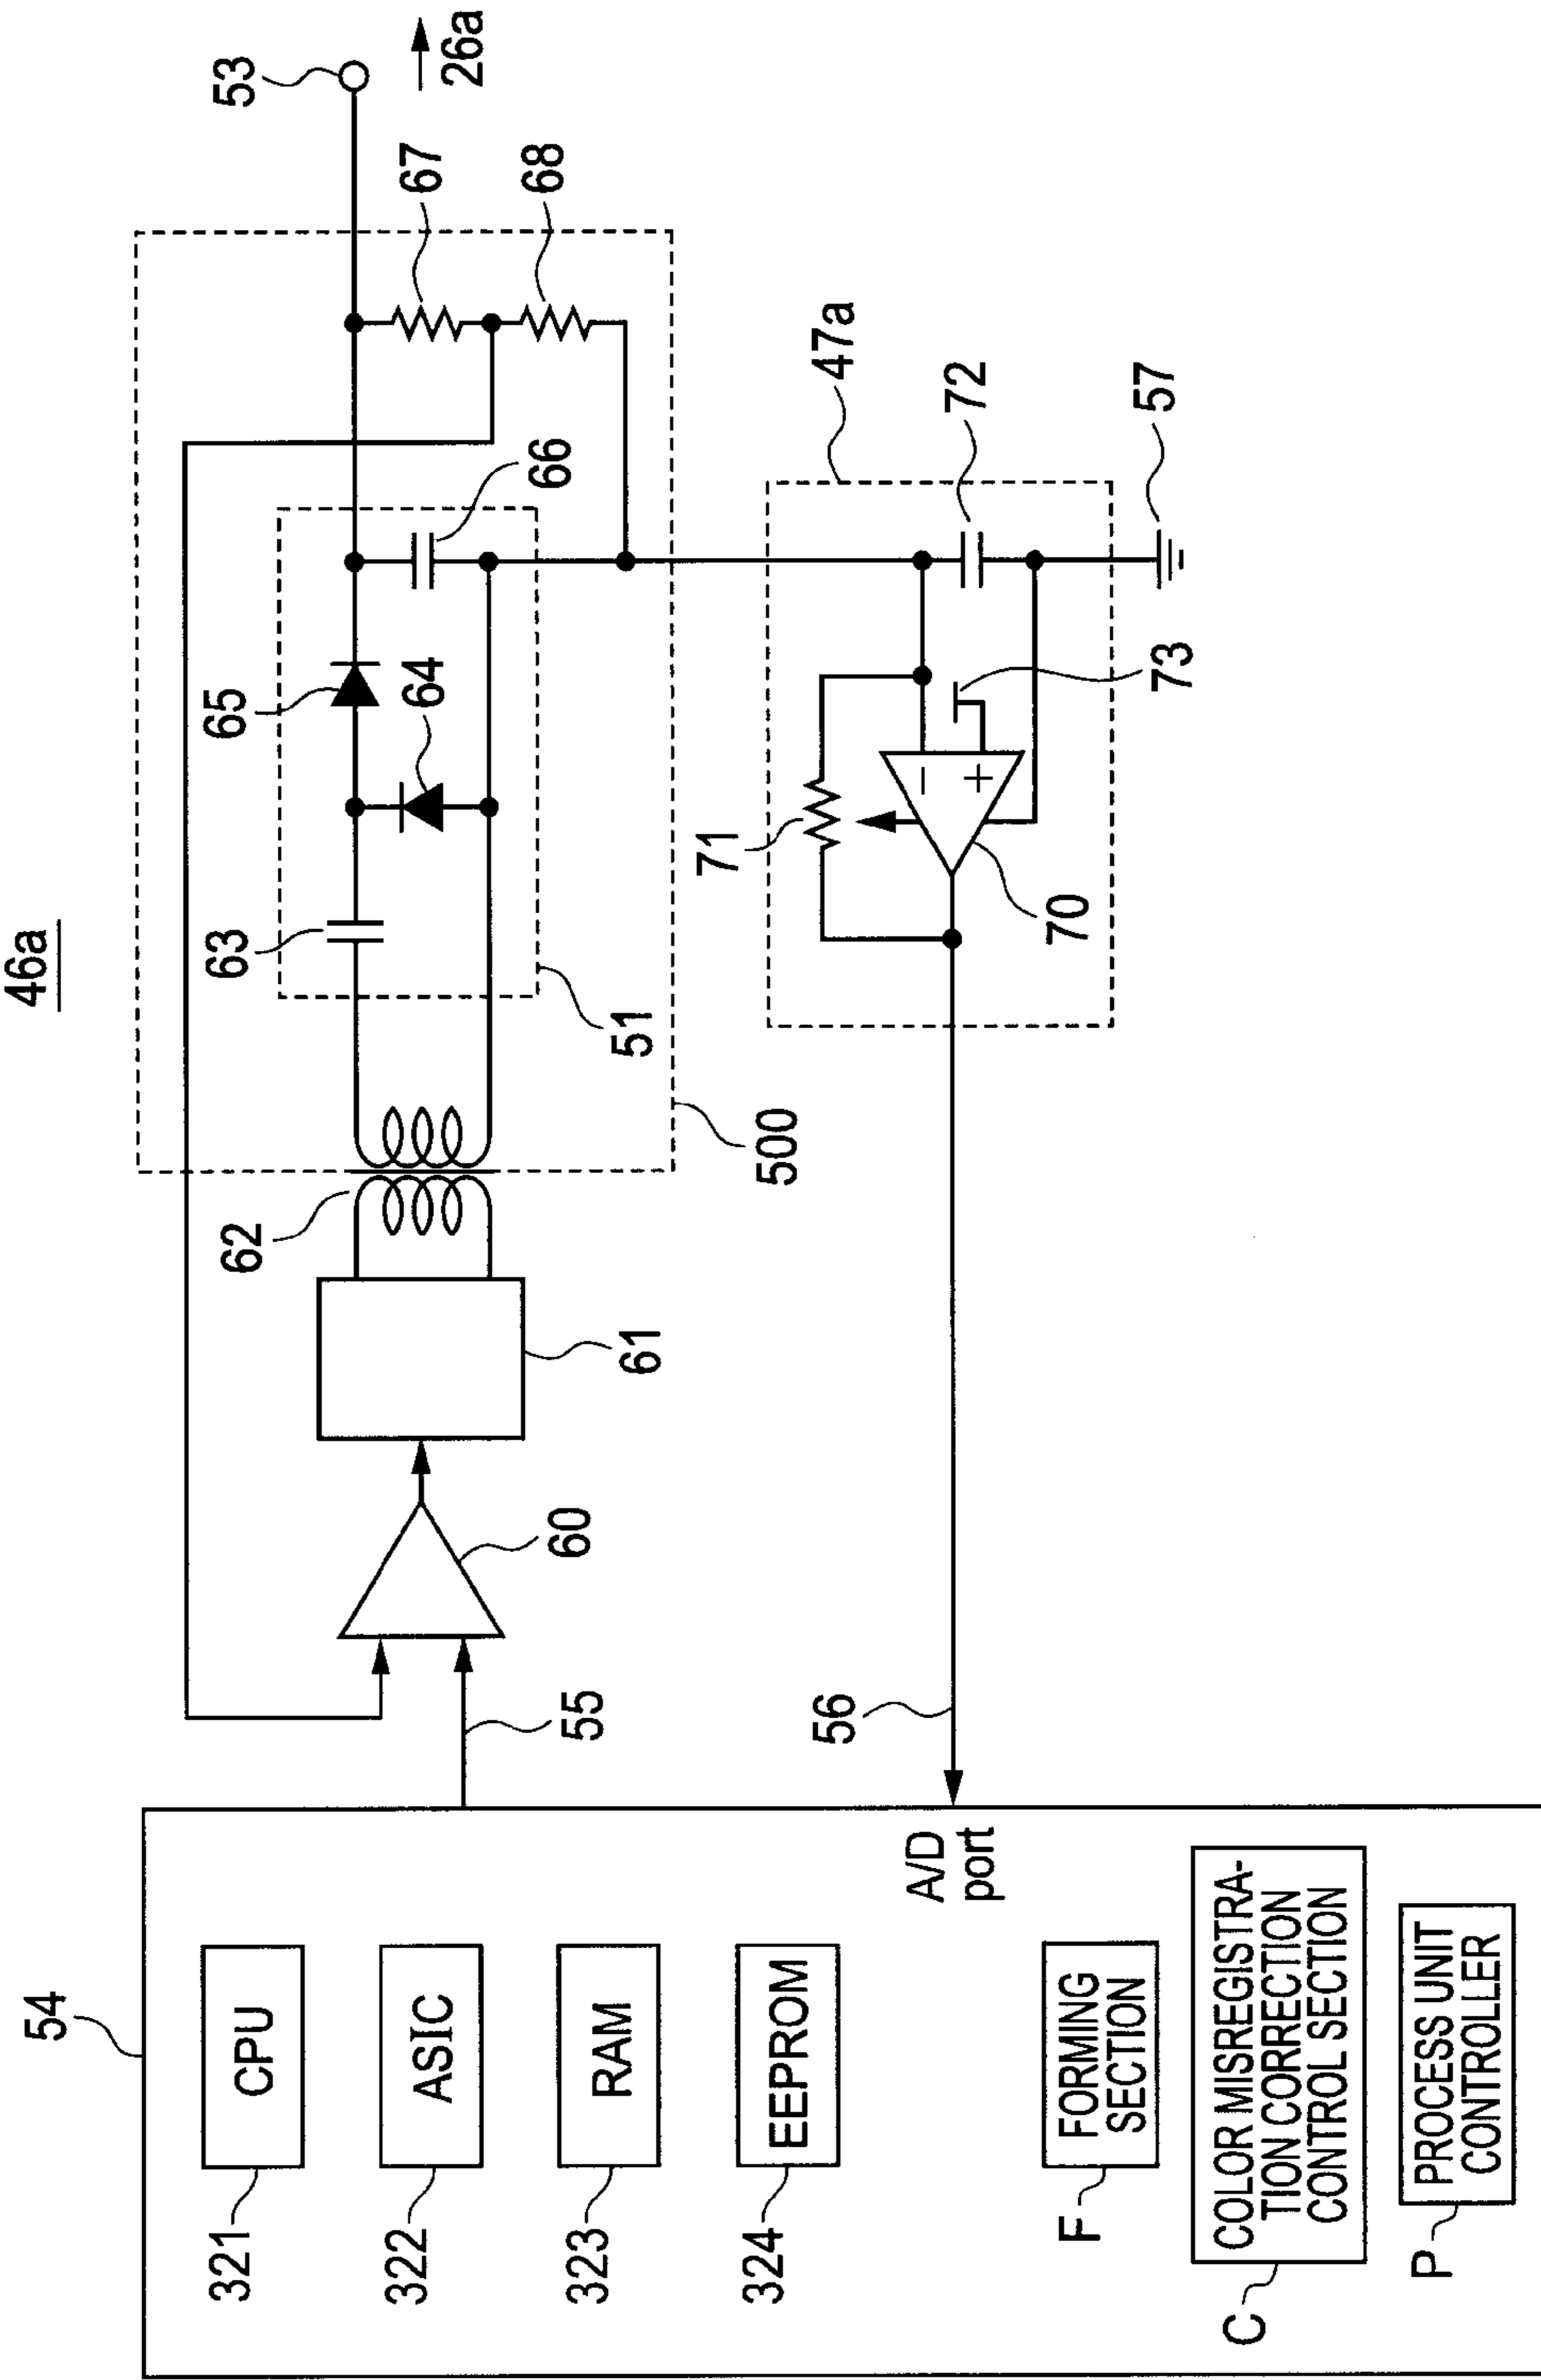 46a
54
CPU
321
ASIC
322
RAM
323
EEPROM
324
A/D
port
FORMING
SECTION
F
COLOR MISREGISTRA-
TION CORRECTION
CONTROL SECTION
C
PROCESS UNIT
CONTROLLER
P
55
56
60
61
62
500
51
63
64
65
66
67
68
53
26a
47a
70
71
72
73
57
−
+